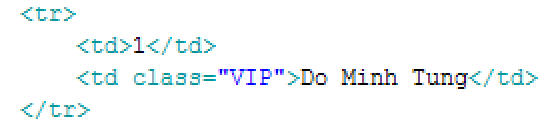 <tr>
<td>1</td>
<td class="VIP">Do Minh Tung</td>
</tr>